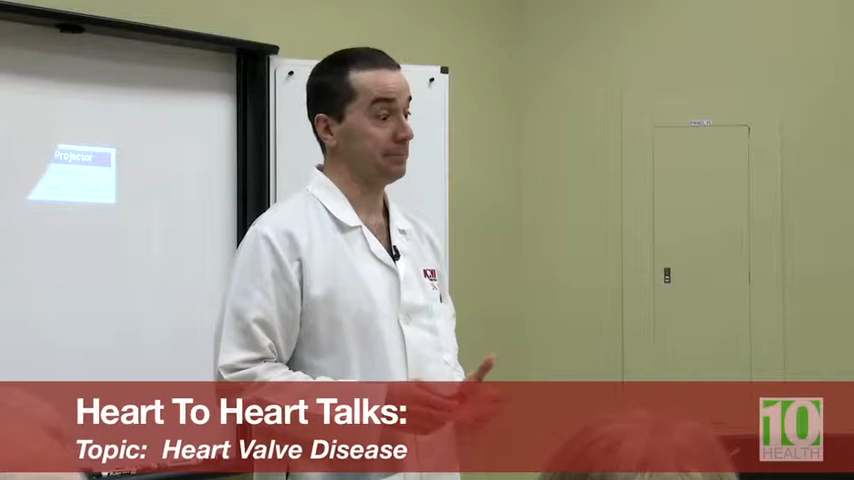 Projector
Heart To Heart Talks:
Topic: Heart Valve Disease
10
HEALTH